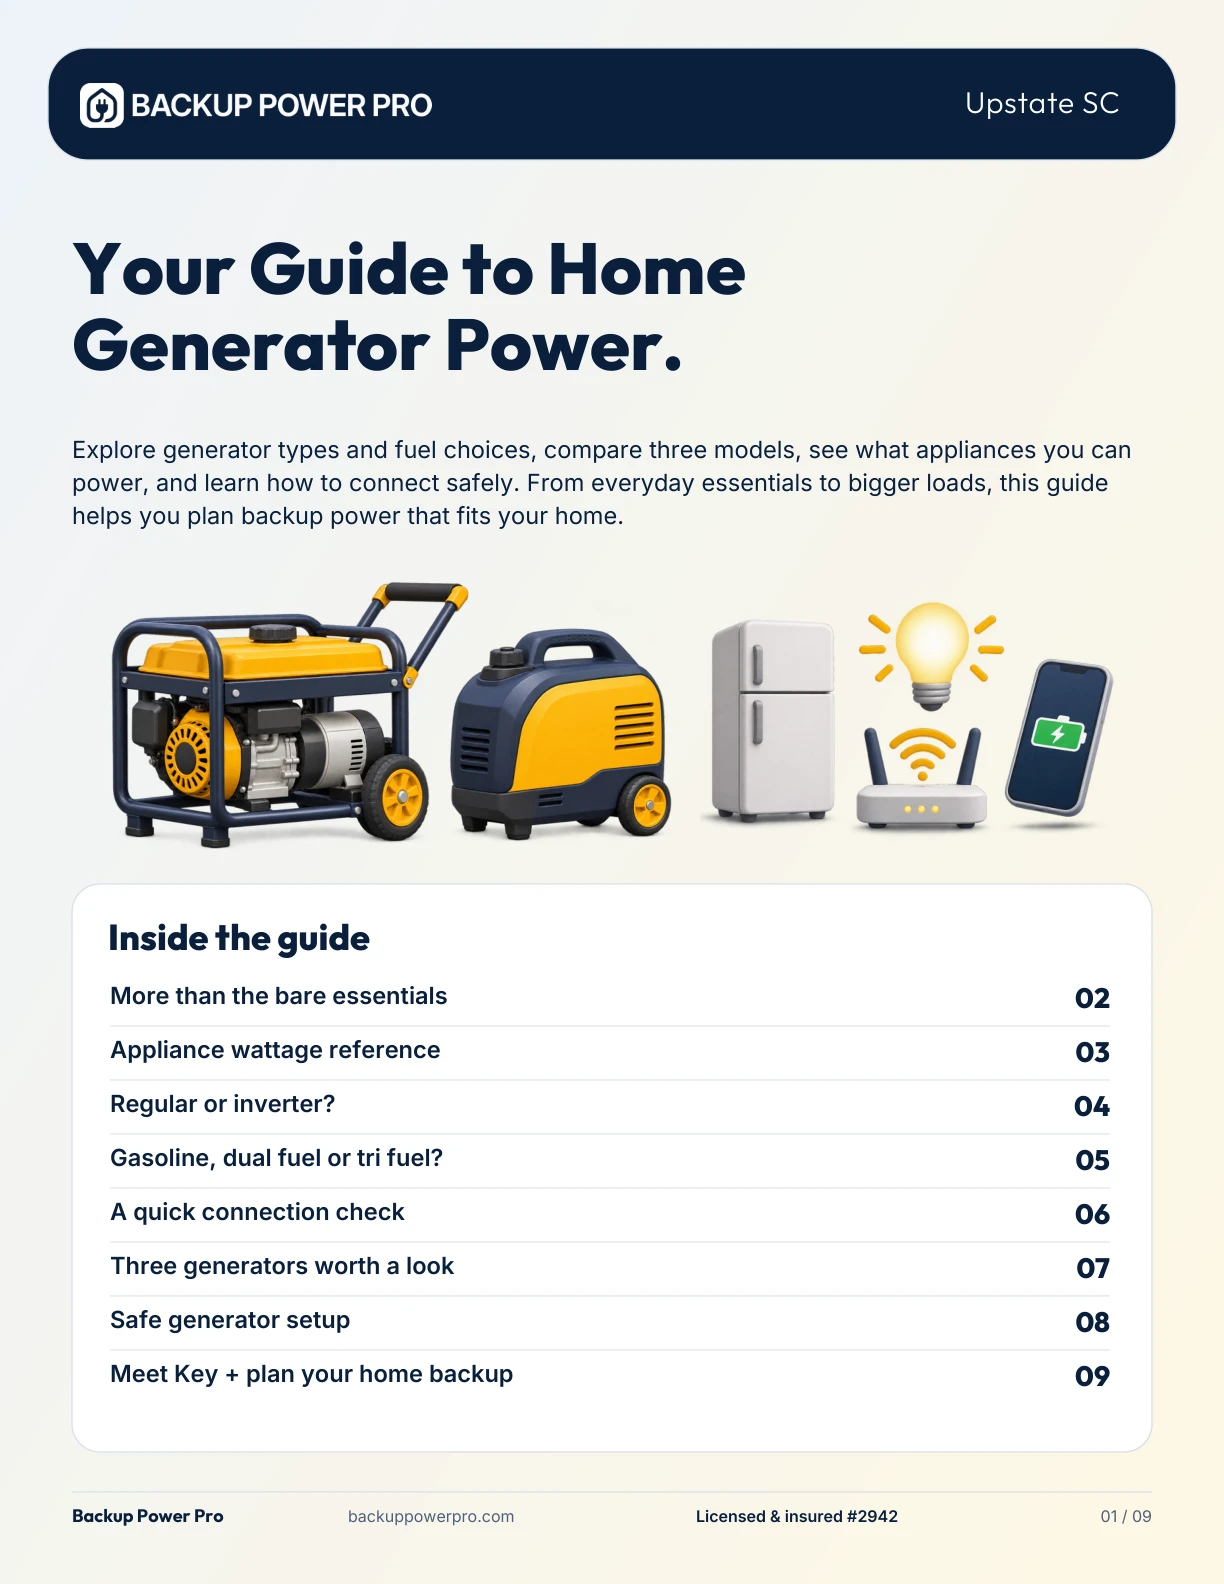 BACKUP POWER PRO
Upstate SC
Your Guide to Home
Generator Power.
Explore generator types and fuel choices, compare three models, see what appliances you can
power, and learn how to connect safely. From everyday essentials to bigger loads, this guide
helps you plan backup power that fits your home.
Inside the guide
More than the bare essentials 02
Appliance wattage reference 03
Regular or inverter? 04
Gasoline, dual fuel or tri fuel? 05
A quick connection check 06
Three generators worth a look 07
Safe generator setup 08
Meet Key + plan your home backup 09
Backup Power Pro backuppowerpro.com Licensed & insured #2942 01 / 09